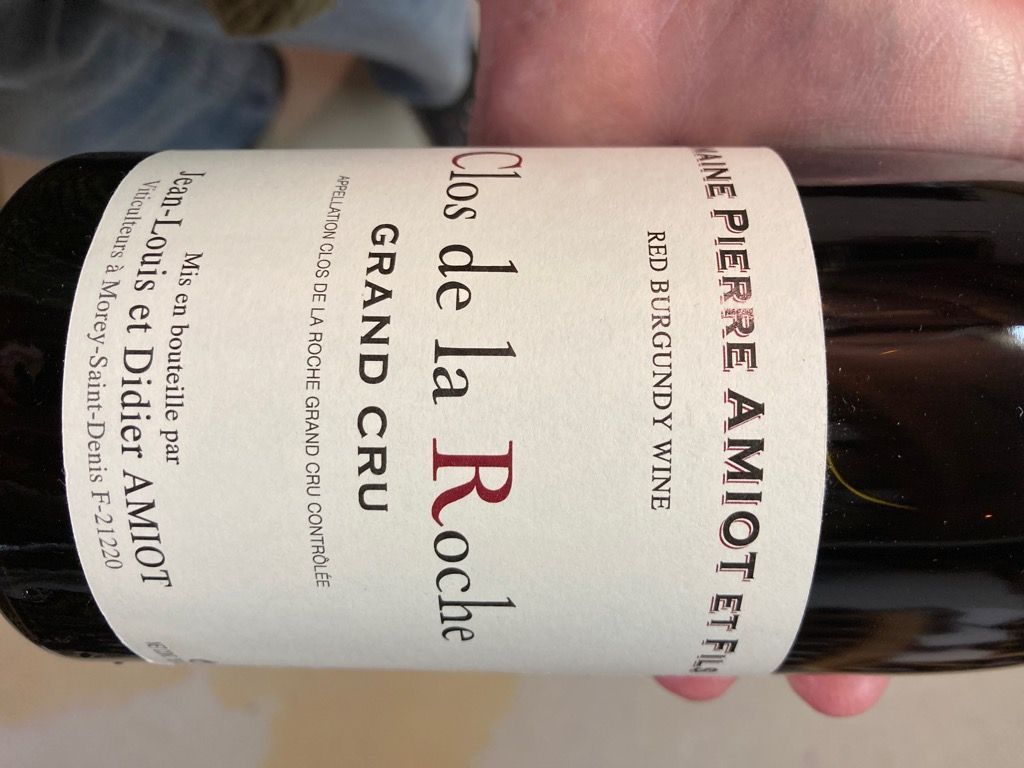 PIERRE AMIOT ET FILS
RED BURGUNDY WINE
Clos de la Roche
GRAND CRU
APPELLATION CLOS DE LA ROCHE GRAND CRU CONTRÔLÉE
Mis en bouteille par
Jean-Louis et Didier AMIOT
Viticulteurs à Morey-Saint-Denis F-21220